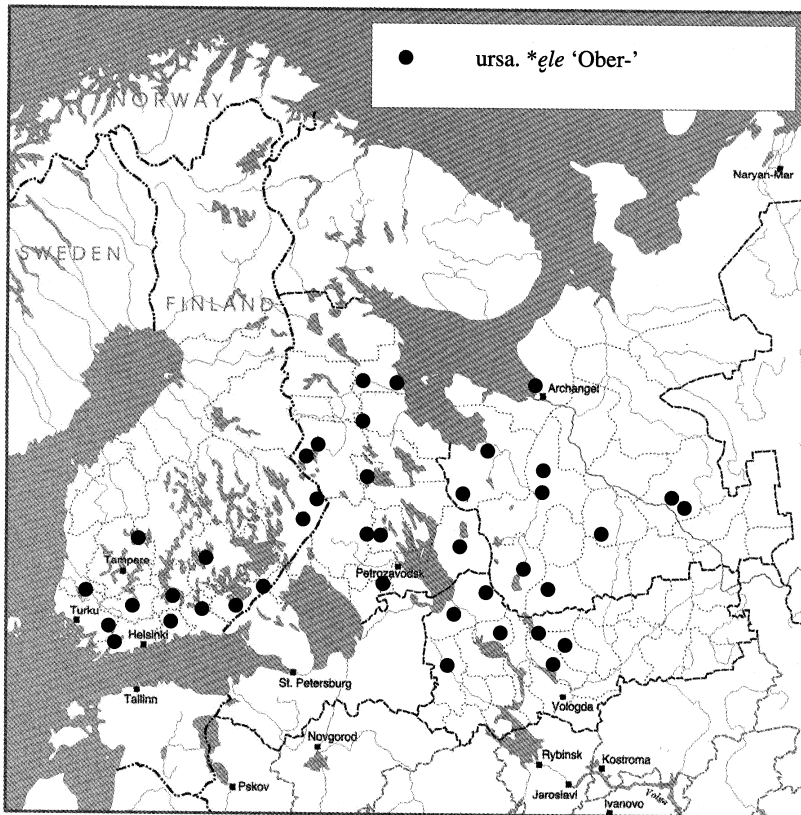 ursa. *e̮le ‘Ober-’
NORWAY
Naryan-Mar
SWEDEN
FINLAND
Archangel
Tampere
Petrozavodsk
Turku
Helsinki
St. Petersburg
Tallinn
Vologda
Novgorod
Rybinsk
Kostroma
Pskov
Jaroslavl
Volga
Ivanovo